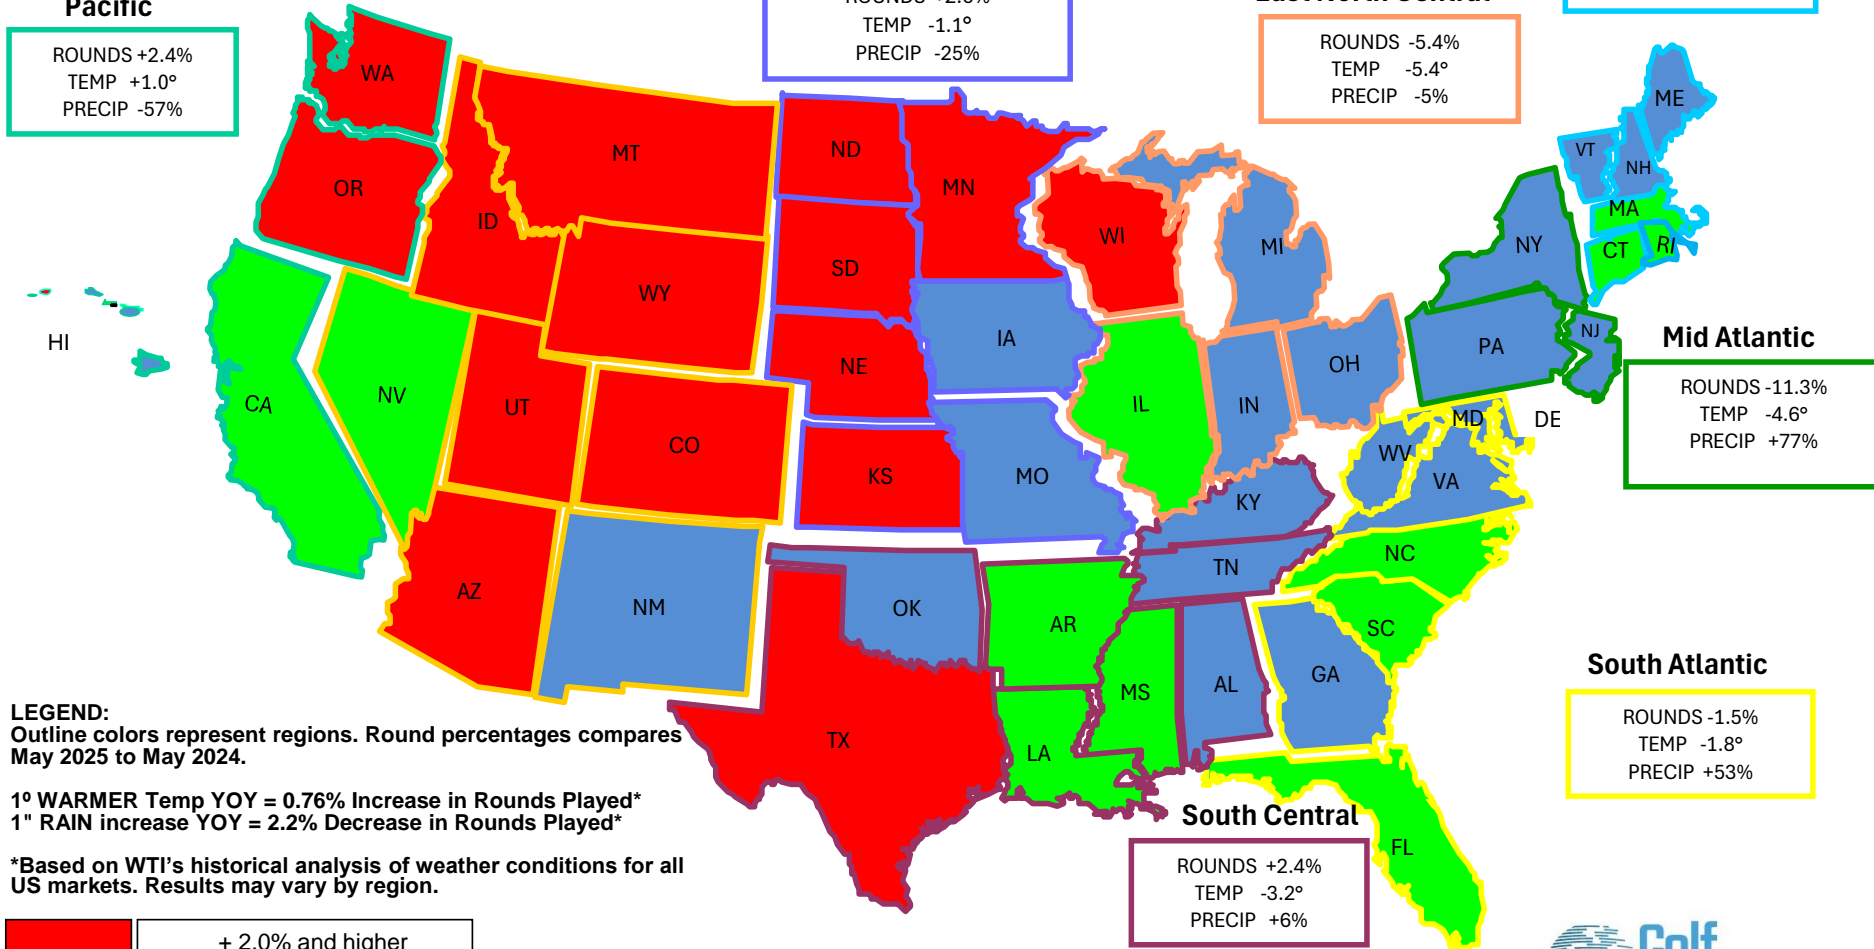 Pacific
ROUNDS +2.4%
TEMP +1.0°
PRECIP -57%
TEMP -1.1°
PRECIP -25%
ROUNDS -5.4%
TEMP -5.4°
PRECIP -5%
WA
OR
ID
MT
WY
ND
SD
NE
KS
MN
IA
MO
WI
MI
IL
IN
OH
ME
VT
NH
MA
CT
RI
NY
PA
NJ
HI
CA
NV
UT
CO
AZ
NM
OK
TX
AR
LA
MS
AL
TN
KY
WV
MD
DE
VA
NC
SC
GA
FL
Mid Atlantic
ROUNDS -11.3%
TEMP -4.6°
PRECIP +77%
South Atlantic
ROUNDS -1.5%
TEMP -1.8°
PRECIP +53%
South Central
ROUNDS +2.4%
TEMP -3.2°
PRECIP +6%
LEGEND:
Outline colors represent regions. Round percentages compares
May 2025 to May 2024.
1º WARMER Temp YOY = 0.76% Increase in Rounds Played*
1" RAIN increase YOY = 2.2% Decrease in Rounds Played*
*Based on WTI's historical analysis of weather conditions for all
US markets. Results may vary by region.
+ 2.0% and higher
Golf